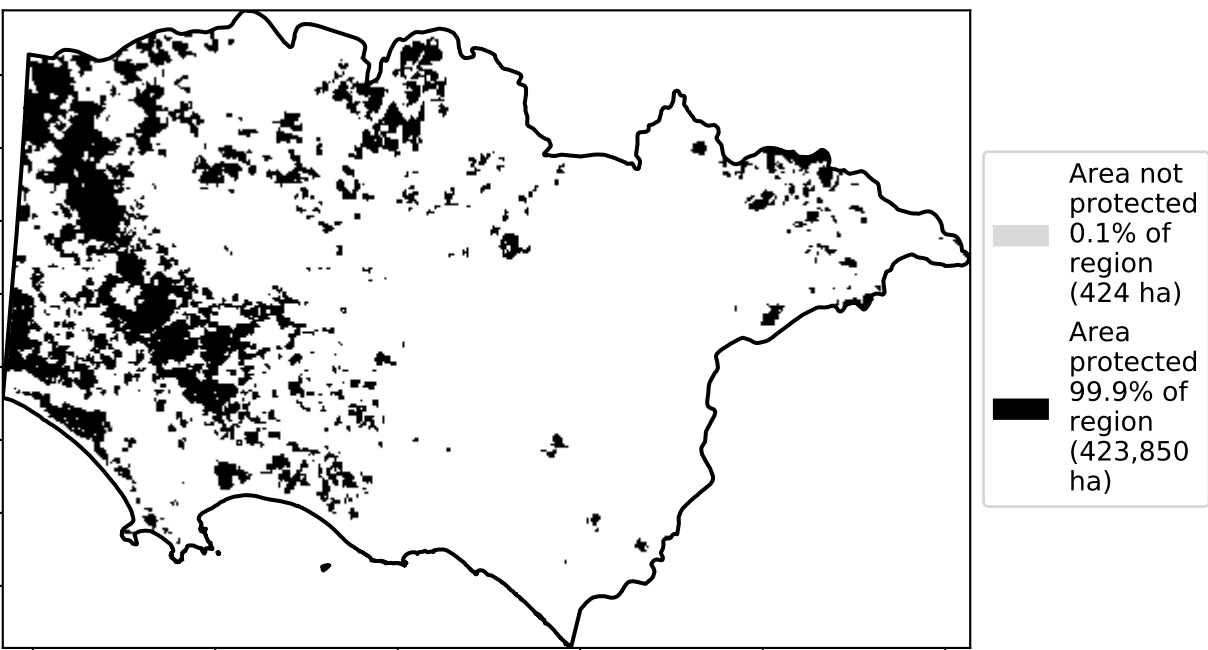 Area not
protected
0.1% of
region
(424 ha)
Area
protected
99.9% of
region
(423,850
ha)